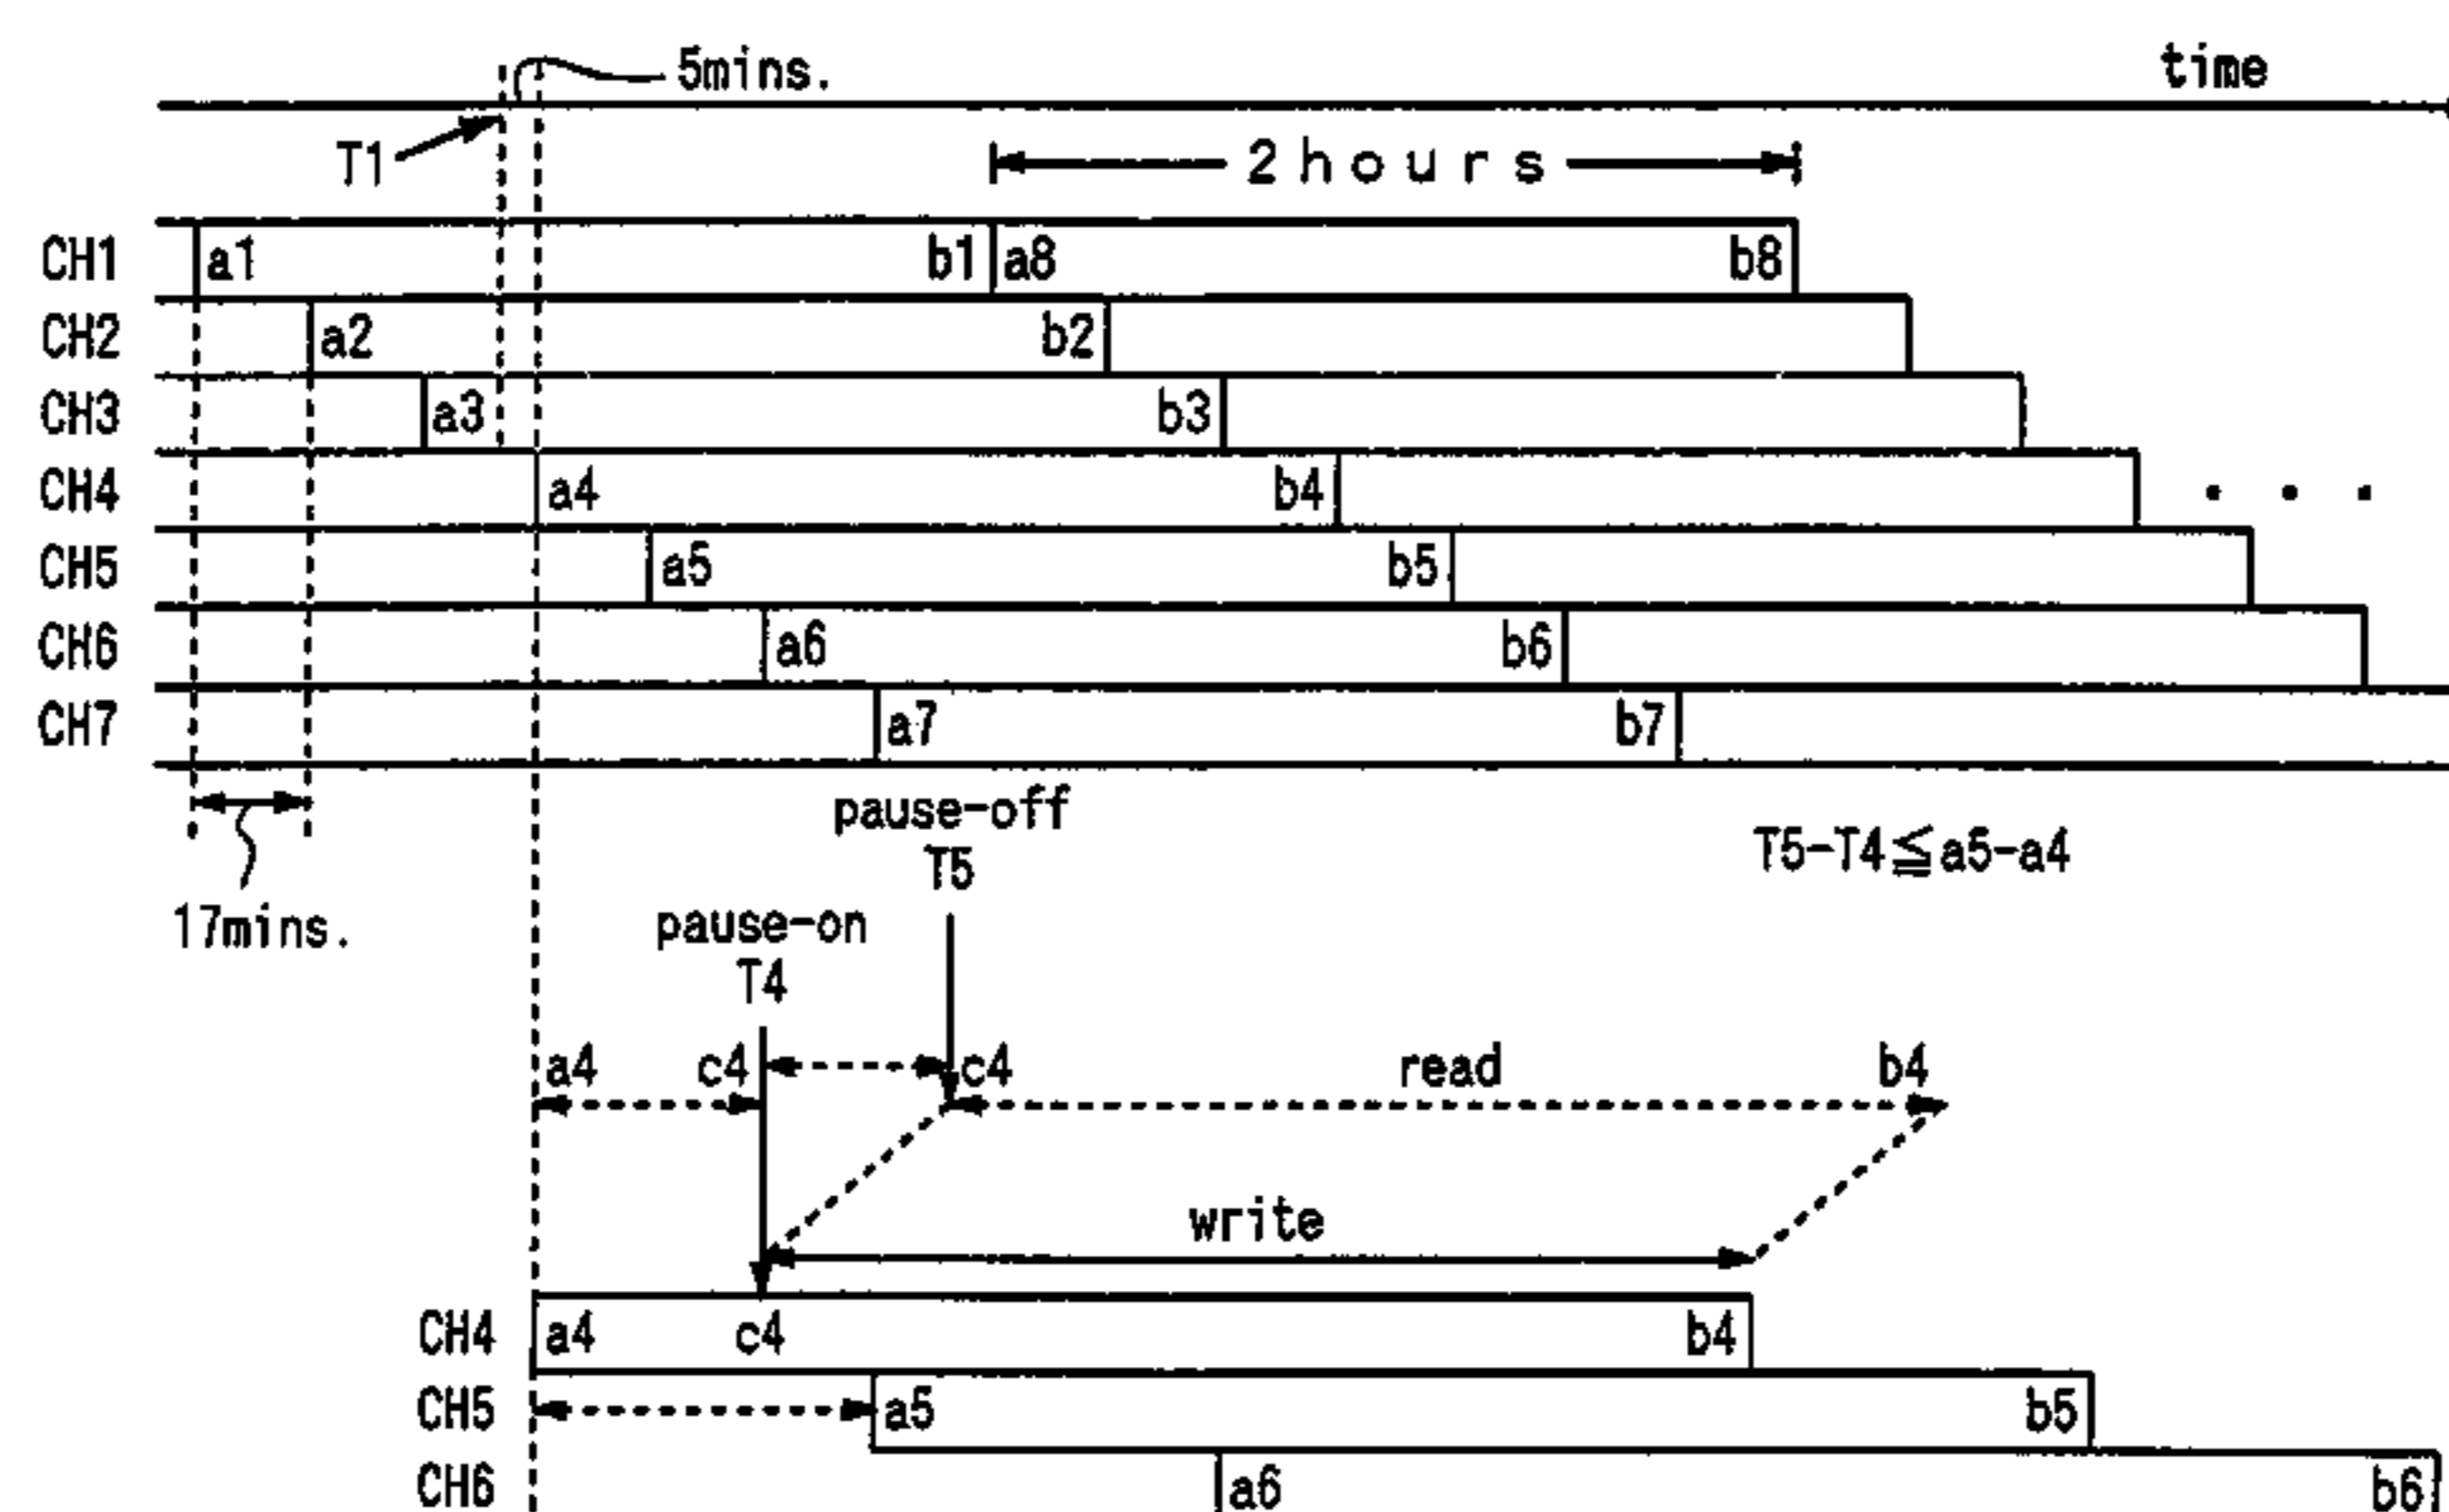 5mins. time
T1 2 hours
CH1 a1 b1 a8 b8
CH2 a2 b2
CH3 a3 b3
CH4 a4 b4 . . .
CH5 a5 b5
CH6 a6 b6
CH7 a7 b7
pause-off
T5
T5-T4≦a5-a4
17mins.
pause-on
T4
a4 c4 c4 read b4
write
CH4 a4 c4 b4
CH5 a5 b5
CH6 a6 b6